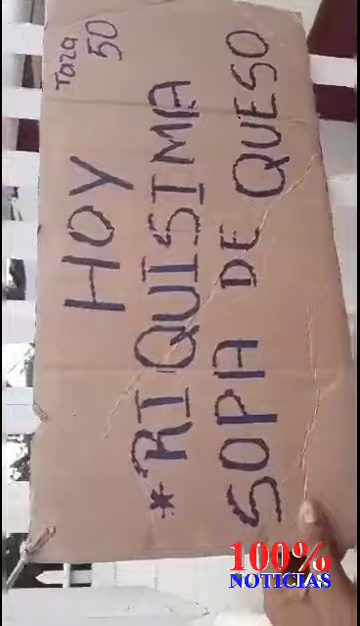 Taza
50
HOY
*RIQUISIMA
SOPA DE QUESO
100%
NOTICIAS